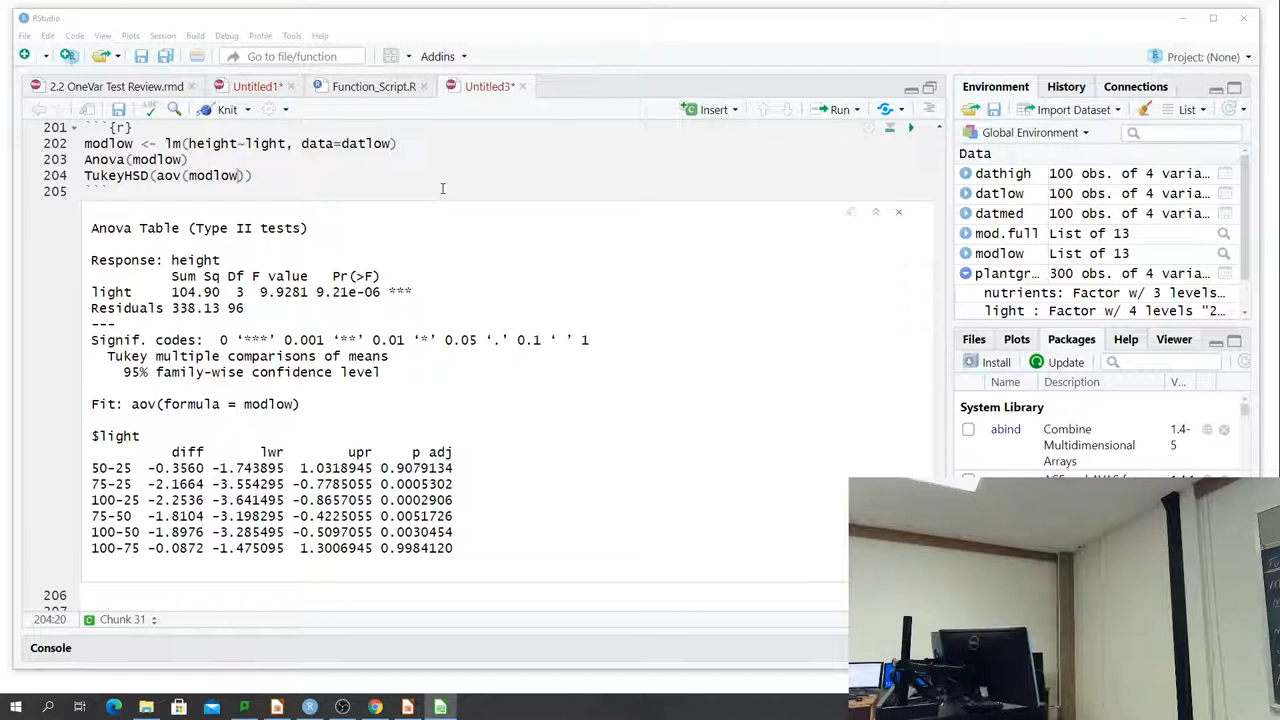 RStudio
File Edit Code View Plots Session Build Debug Profile Tools Help
Go to file/function
Addins
Project: (None)
2.2 OneVar Test Review.rmd
Untitled1*
Function_Script.R
Untitled3*
Knit
Insert
Run
Environment History Connections
Import Dataset
List
Global Environment
Data
dathigh 100 obs. of 4 varia…
datlow 100 obs. of 4 varia…
datmed 100 obs. of 4 varia…
mod.full List of 13
modlow List of 13
plantgr… 300 obs. of 4 varia…
nutrients: Factor w/ 3 levels…
light : Factor w/ 4 levels "2…
201 ```{r}
202 modlow <- lm(height~light, data=datlow)
203 Anova(modlow)
204 TukeyHSD(aov(modlow))
205 ```
Anova Table (Type II tests)
Response: height
Sum Sq Df F value Pr(>F)
light 104.90 3 9.9281 9.21e-06 ***
Residuals 338.13 96
---
Signif. codes: 0 ‘***’ 0.001 ‘**’ 0.01 ‘*’ 0.05 ‘.’ 0.1 ‘ ’ 1
Tukey multiple comparisons of means
95% family-wise confidence level
Fit: aov(formula = modlow)
$light
diff lwr upr p adj
50-25 -0.3560 -1.743895 1.0318945 0.9079134
75-25 -2.1664 -3.554295 -0.7785055 0.0005302
100-25 -2.2536 -3.641495 -0.8657055 0.0002906
75-50 -1.8104 -3.198295 -0.4225055 0.0051726
100-50 -1.8976 -3.285495 -0.5097055 0.0030454
100-75 -0.0872 -1.475095 1.3006945 0.9984120
206
204:20 Chunk 31
Console
Files Plots Packages Help Viewer
Install Update
Name Description V…
System Library
abind Combine Multidimensional Arrays 1.4-5